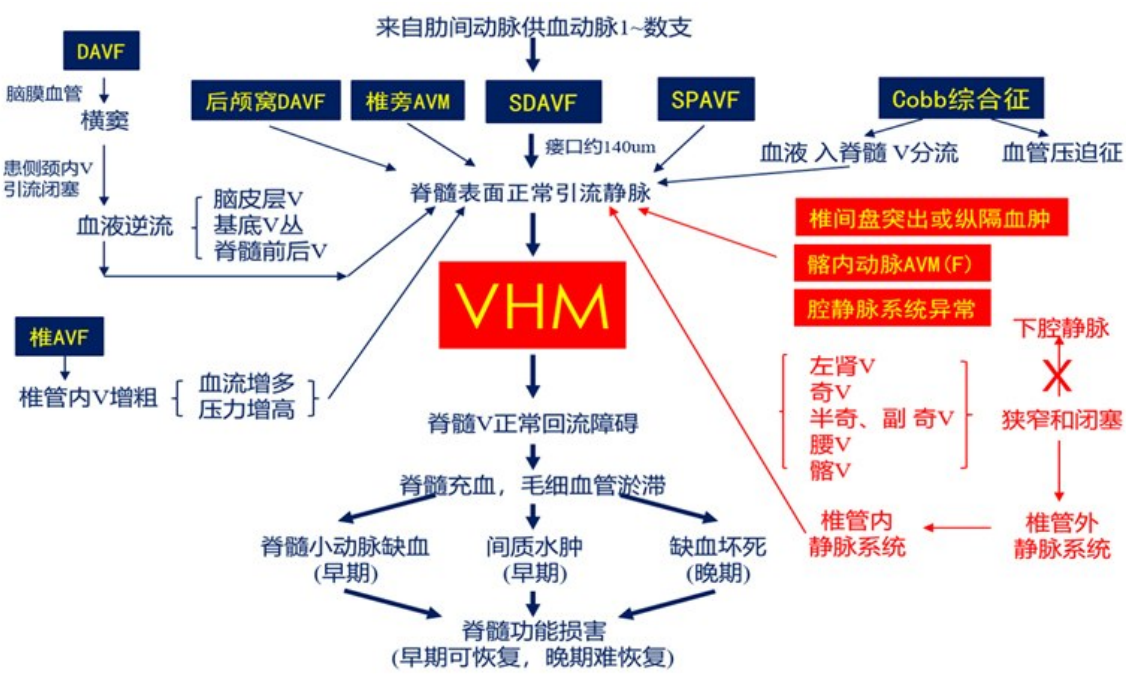 来自肋间动脉供血动脉1~数支
DAVF
脑膜血管
横窦
患侧颈内V
引流闭塞
血液逆流
脑皮层V
基底V丛
脊髓前后V
后颅窝DAVF
椎旁AVM
SDAVF
SPAVF
Cobb综合征
瘘口约140um
血液 入脊髓 V分流
血管压迫征
脊髓表面正常引流静脉
VHM
椎AVF
椎管内V增粗
血流增多
压力增高
椎间盘突出或纵隔血肿
髂内动脉AVM(F)
腔静脉系统异常
下腔静脉
X
狭窄和闭塞
左肾V
奇V
半奇、副 奇V
腰V
髂V
椎管外
静脉系统
椎管内
静脉系统
脊髓V正常回流障碍
脊髓充血，毛细血管淤滞
脊髓小动脉缺血
(早期)
间质水肿
(早期)
缺血坏死
(晚期)
脊髓功能损害
(早期可恢复，晚期难恢复)